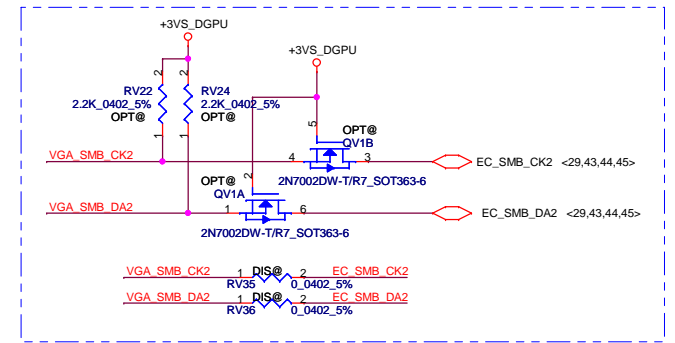 +3VS_DGPU
+3VS_DGPU
2 2
RV22 RV24
2.2K_0402_5% 2.2K_0402_5%
OPT@ OPT@
1 1
5
OPT@
QV1B
VGA_SMB_CK2 4 3 EC_SMB_CK2 <29,43,44,45>
2N7002DW-T/R7_SOT363-6
2
OPT@
QV1A
VGA_SMB_DA2 1 6 EC_SMB_DA2 <29,43,44,45>
2N7002DW-T/R7_SOT363-6
VGA_SMB_CK2 1 DIS@ 2 EC_SMB_CK2
RV35 0_0402_5%
VGA_SMB_DA2 1 DIS@ 2 EC_SMB_DA2
RV36 0_0402_5%